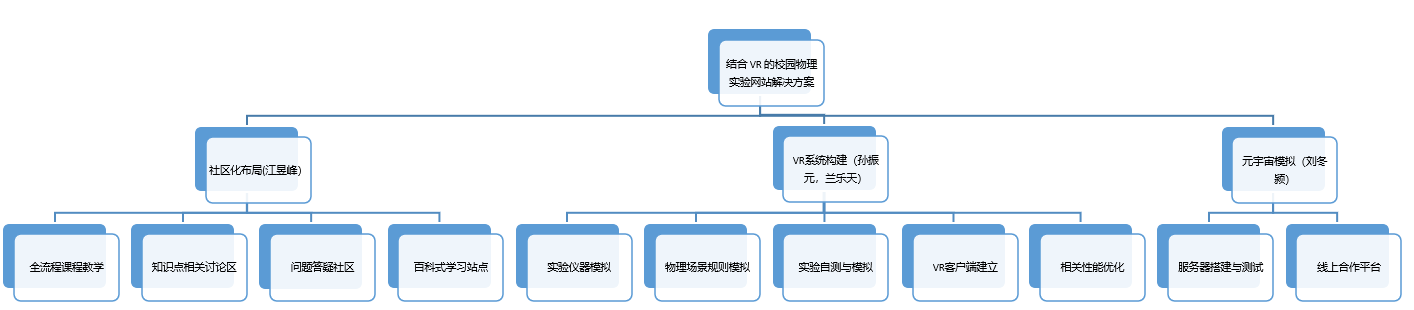 结合 VR 的校园物理
实验网站解决方案
社区化布局(江昱峰)
VR系统构建（孙振
元，兰乐天）
元宇宙模拟（刘冬
颍）
全流程课程教学
知识点相关讨论区
问题答疑社区
百科式学习站点
实验仪器模拟
物理场景规则模拟
实验自测与模拟
VR客户端建立
相关性能优化
服务器搭建与测试
线上合作平台